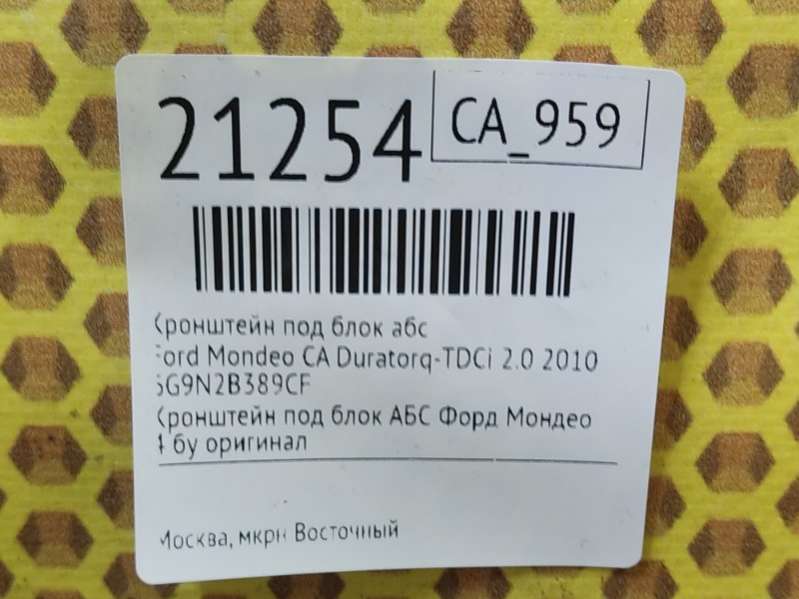 21254
CA_959
Кронштейн под блок абс
Ford Mondeo CA Duratorq-TDCi 2.0 2010
6G9N2B389CF
Кронштейн под блок АБС Форд Мондео
4 бу оригинал
Москва, мкрн Восточный